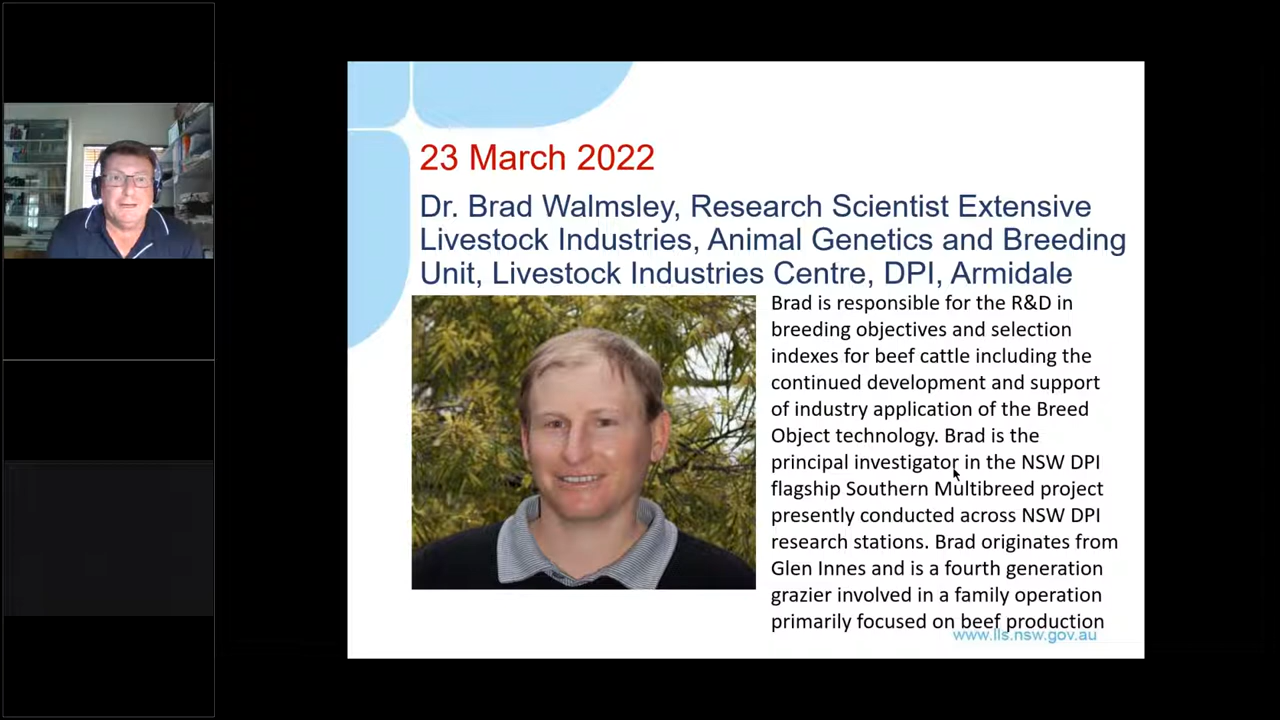 23 March 2022
Dr. Brad Walmsley, Research Scientist Extensive
Livestock Industries, Animal Genetics and Breeding
Unit, Livestock Industries Centre, DPI, Armidale
Brad is responsible for the R&D in
breeding objectives and selection
indexes for beef cattle including the
continued development and support
of industry application of the Breed
Object technology. Brad is the
principal investigator in the NSW DPI
flagship Southern Multibreed project
presently conducted across NSW DPI
research stations. Brad originates from
Glen Innes and is a fourth generation
grazier involved in a family operation
primarily focused on beef production
www.lls.nsw.gov.au